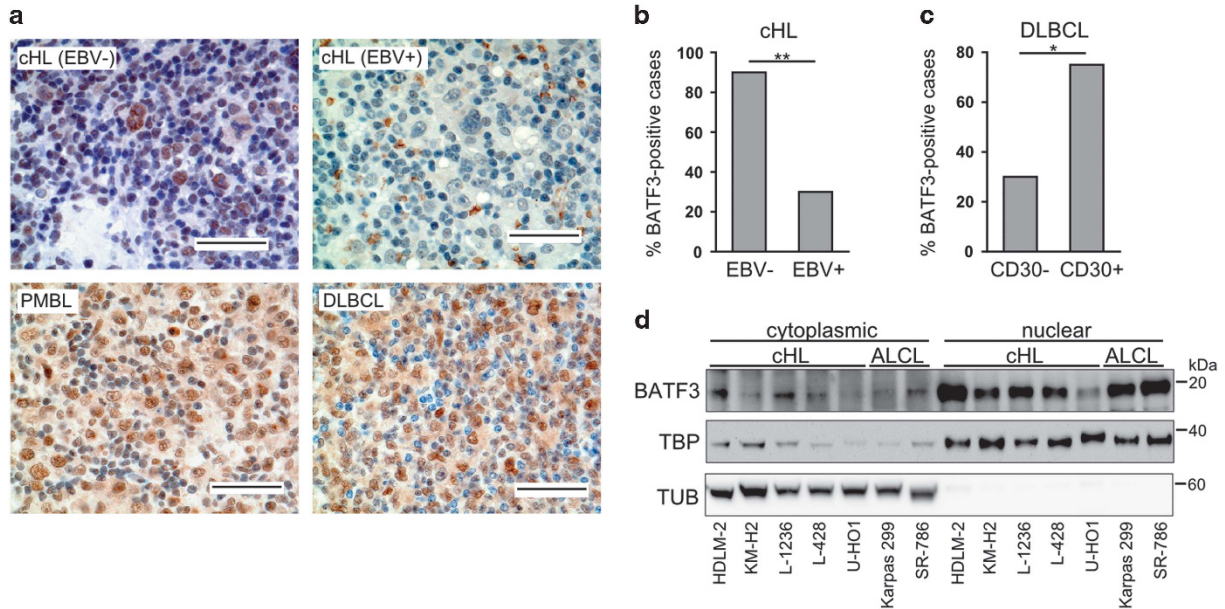 a
cHL (EBV-)
cHL (EBV+)
PMBL
DLBCL
b
cHL
% BATF3-positive cases
100
80
60
40
20
0
**
EBV-
EBV+
c
DLBCL
% BATF3-positive cases
80
60
40
20
0
*
CD30-
CD30+
d
cytoplasmic
nuclear
cHL
ALCL
cHL
ALCL
kDa
BATF3
20
TBP
40
TUB
60
HDLM-2
KM-H2
L-1236
L-428
U-HO1
Karpas 299
SR-786
HDLM-2
KM-H2
L-1236
L-428
U-HO1
Karpas 299
SR-786